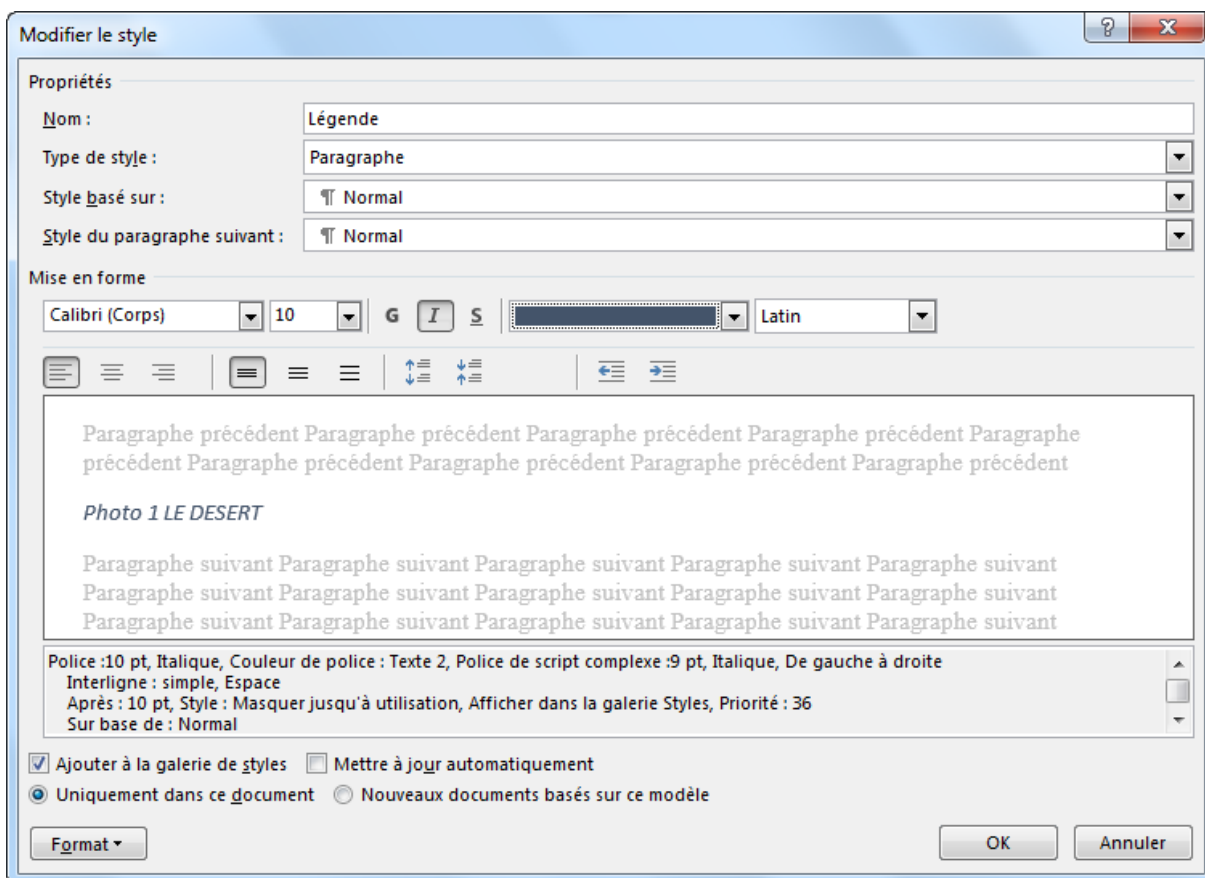 Modifier le style
Propriétés
Nom : Légende
Type de style : Paragraphe
Style basé sur : ¶ Normal
Style du paragraphe suivant : ¶ Normal
Mise en forme
Calibri (Corps) 10 G I S Latin
Paragraphe précédent Paragraphe précédent Paragraphe précédent Paragraphe précédent Paragraphe
précédent Paragraphe précédent Paragraphe précédent Paragraphe précédent Paragraphe précédent
Photo 1 LE DESERT
Paragraphe suivant Paragraphe suivant Paragraphe suivant Paragraphe suivant Paragraphe suivant
Paragraphe suivant Paragraphe suivant Paragraphe suivant Paragraphe suivant Paragraphe suivant
Paragraphe suivant Paragraphe suivant Paragraphe suivant Paragraphe suivant Paragraphe suivant
Police :10 pt, Italique, Couleur de police : Texte 2, Police de script complexe :9 pt, Italique, De gauche à droite
Interligne : simple, Espace
Après : 10 pt, Style : Masquer jusqu'à utilisation, Afficher dans la galerie Styles, Priorité : 36
Sur base de : Normal
Ajouter à la galerie de styles Mettre à jour automatiquement
Uniquement dans ce document Nouveaux documents basés sur ce modèle
Format OK Annuler